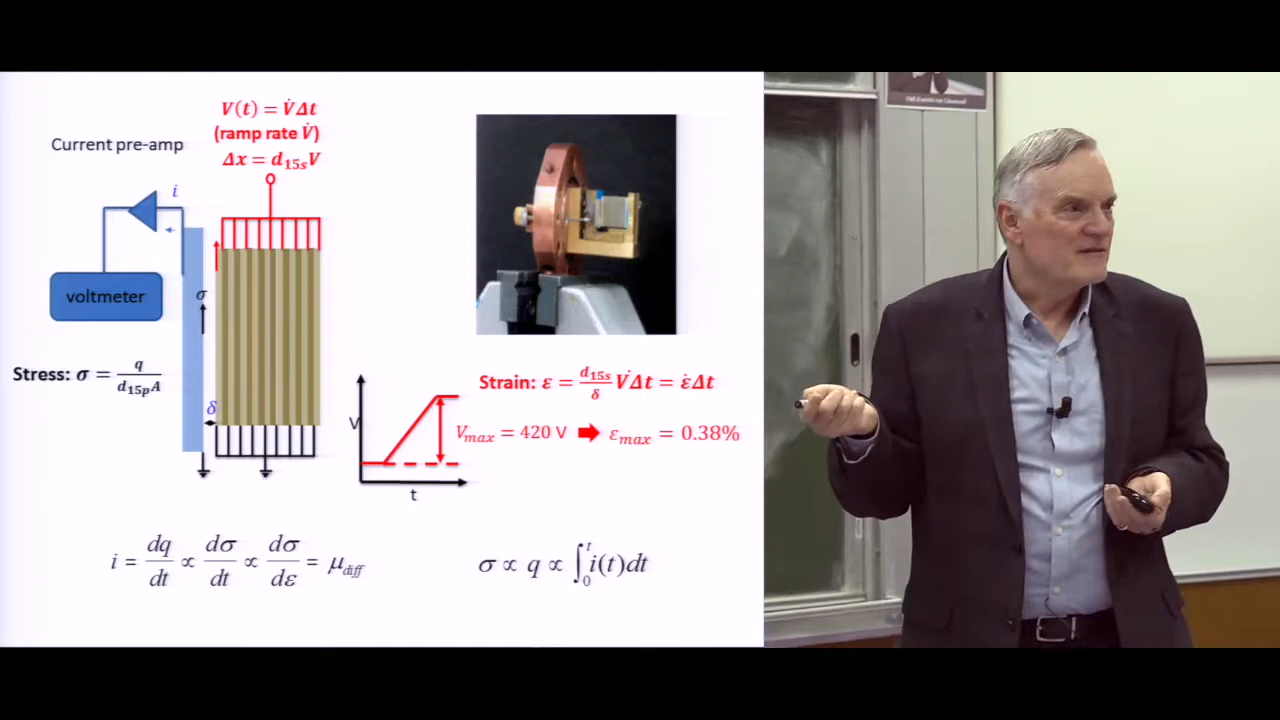 V(t) = V̇Δt
(ramp rate V̇)
Δx = d₁₅ₛV
Current pre-amp
i
voltmeter
σ
Stress: σ = q / d₁₅ₚA
δ
V
t
Strain: ε = d₁₅ₛ/δ V̇Δt = ε̇Δt
Vₘₐₓ = 420 V ➡ εₘₐₓ = 0.38%
i = dq/dt ∝ dσ/dt ∝ dσ/dε = μ_diff
σ ∝ q ∝ ∫₀ᵗ i(t)dt